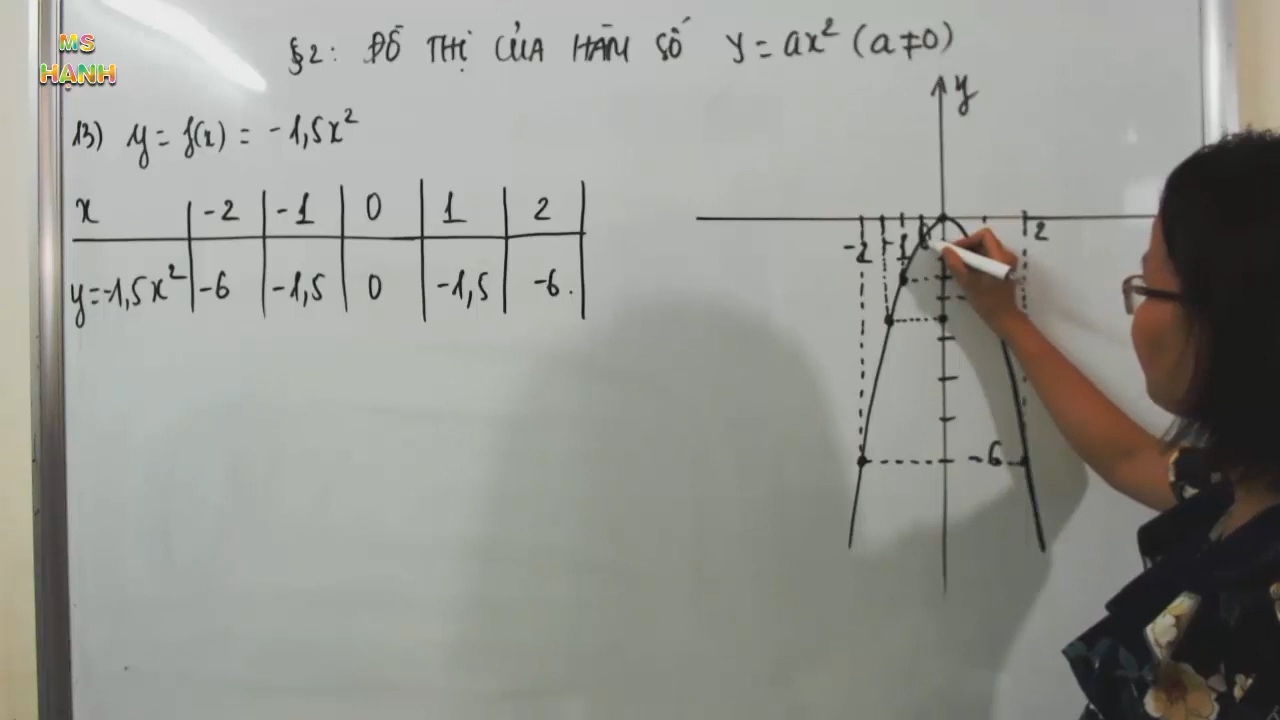 MS
HẠNH
§2: ĐỒ THỊ CỦA HÀM SỐ y = ax² (a≠0)
13) y = f(x) = -1,5x²
x -2 -1 0 1 2
y=-1,5x² -6 -1,5 0 -1,5 -6.
y
-2 -1 2
-6